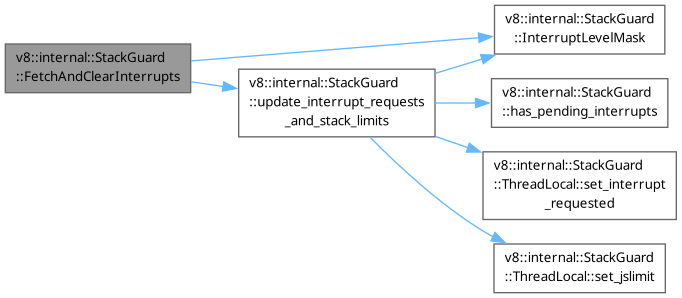 v8::internal::StackGuard
::FetchAndClearInterrupts
v8::internal::StackGuard
::update_interrupt_requests
_and_stack_limits
v8::internal::StackGuard
::InterruptLevelMask
v8::internal::StackGuard
::has_pending_interrupts
v8::internal::StackGuard
::ThreadLocal::set_interrupt
_requested
v8::internal::StackGuard
::ThreadLocal::set_jslimit